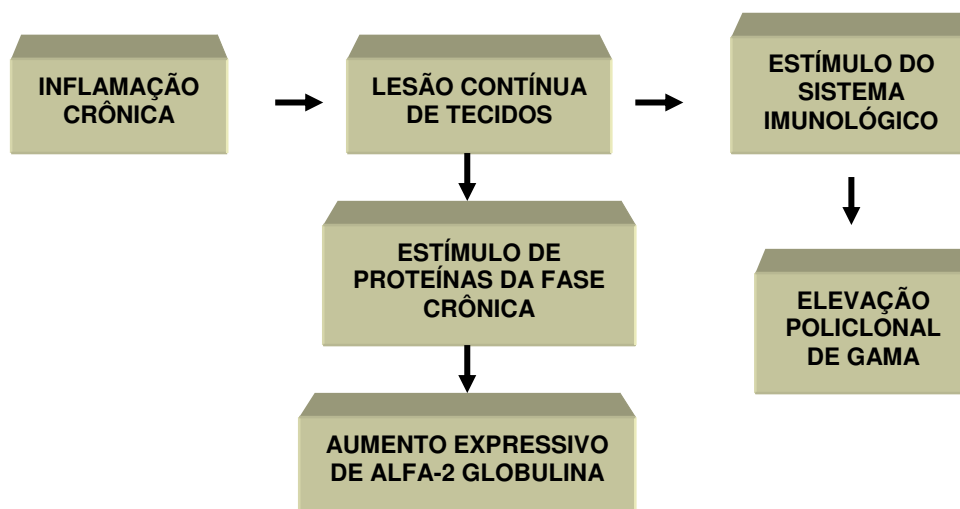 INFLAMAÇÃO
CRÔNICA
LESÃO CONTÍNUA
DE TECIDOS
ESTÍMULO DO
SISTEMA
IMUNOLÓGICO
ESTÍMULO DE
PROTEÍNAS DA FASE
CRÔNICA
ELEVAÇÃO
POLICLONAL
DE GAMA
AUMENTO EXPRESSIVO
DE ALFA-2 GLOBULINA